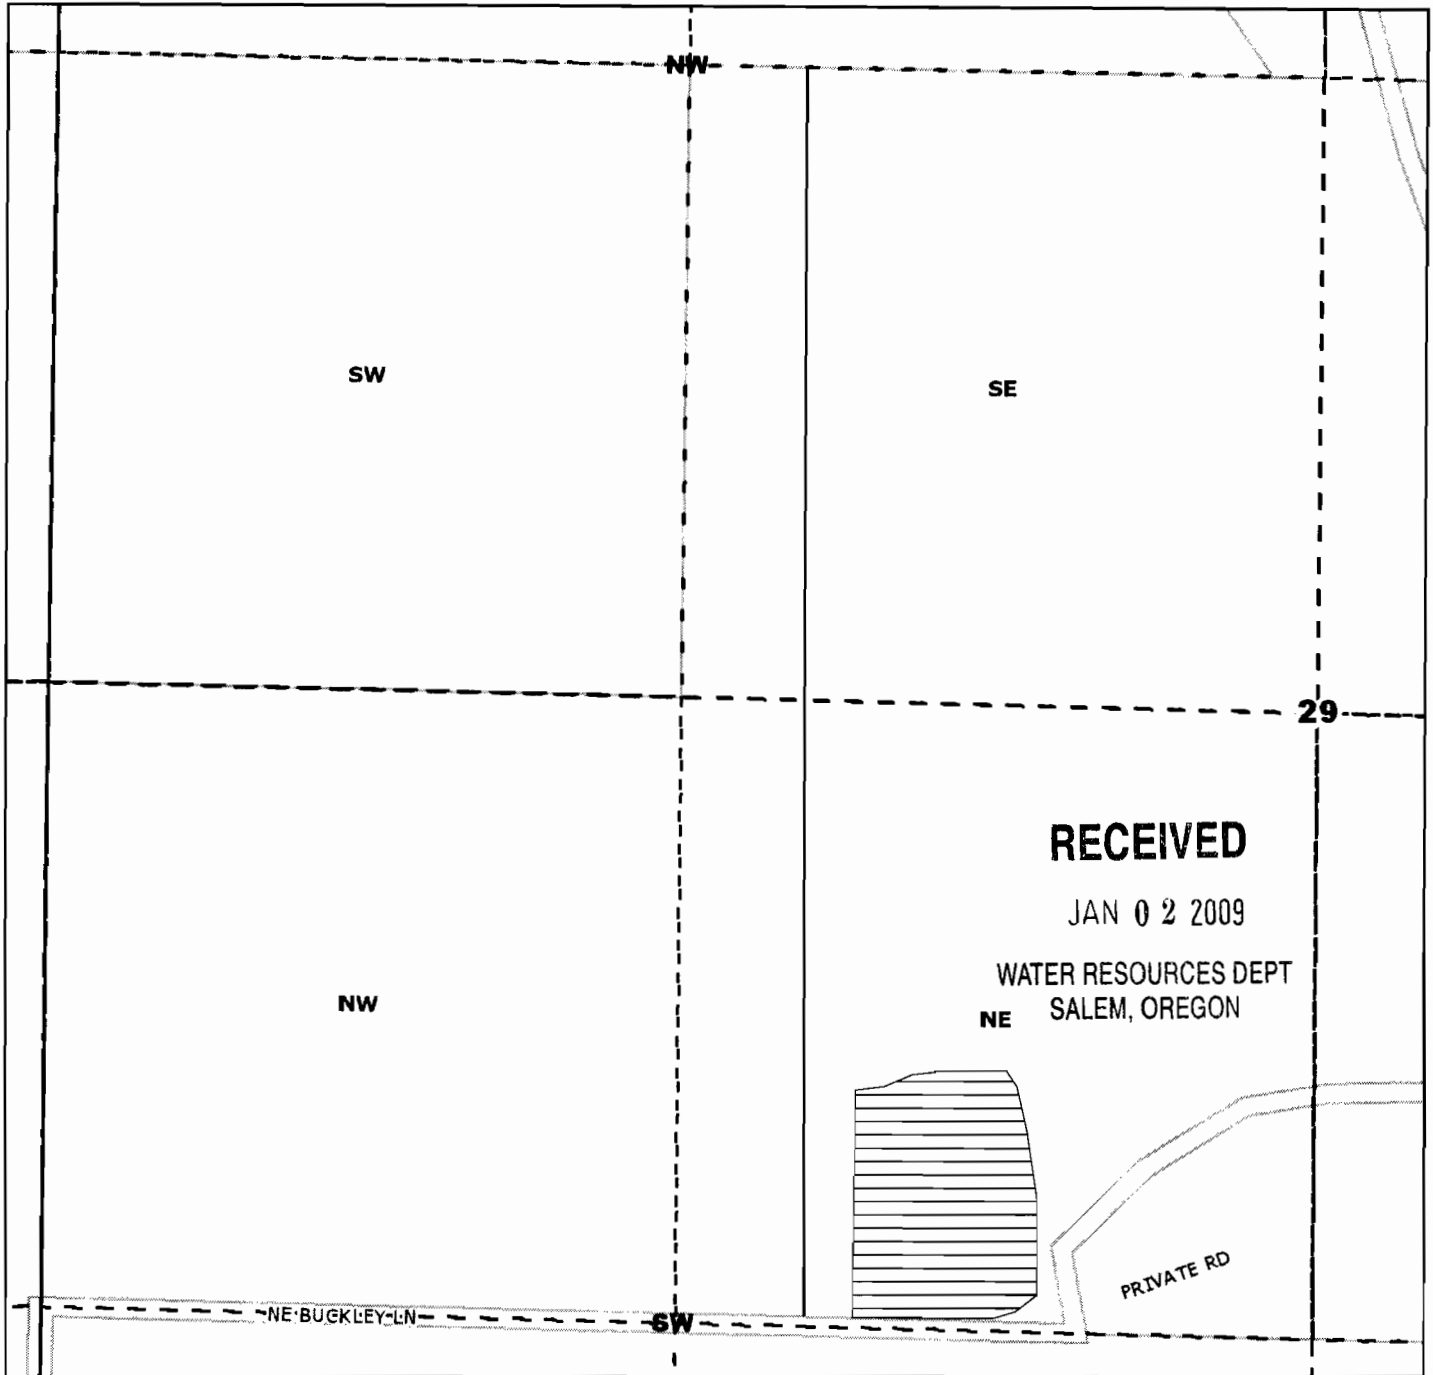 NW
SW
SE
29
RECEIVED
JAN 02 2009
WATER RESOURCES DEPT
SALEM, OREGON
NW
NE
PRIVATE RD
NE BUCKLEY LN
SW